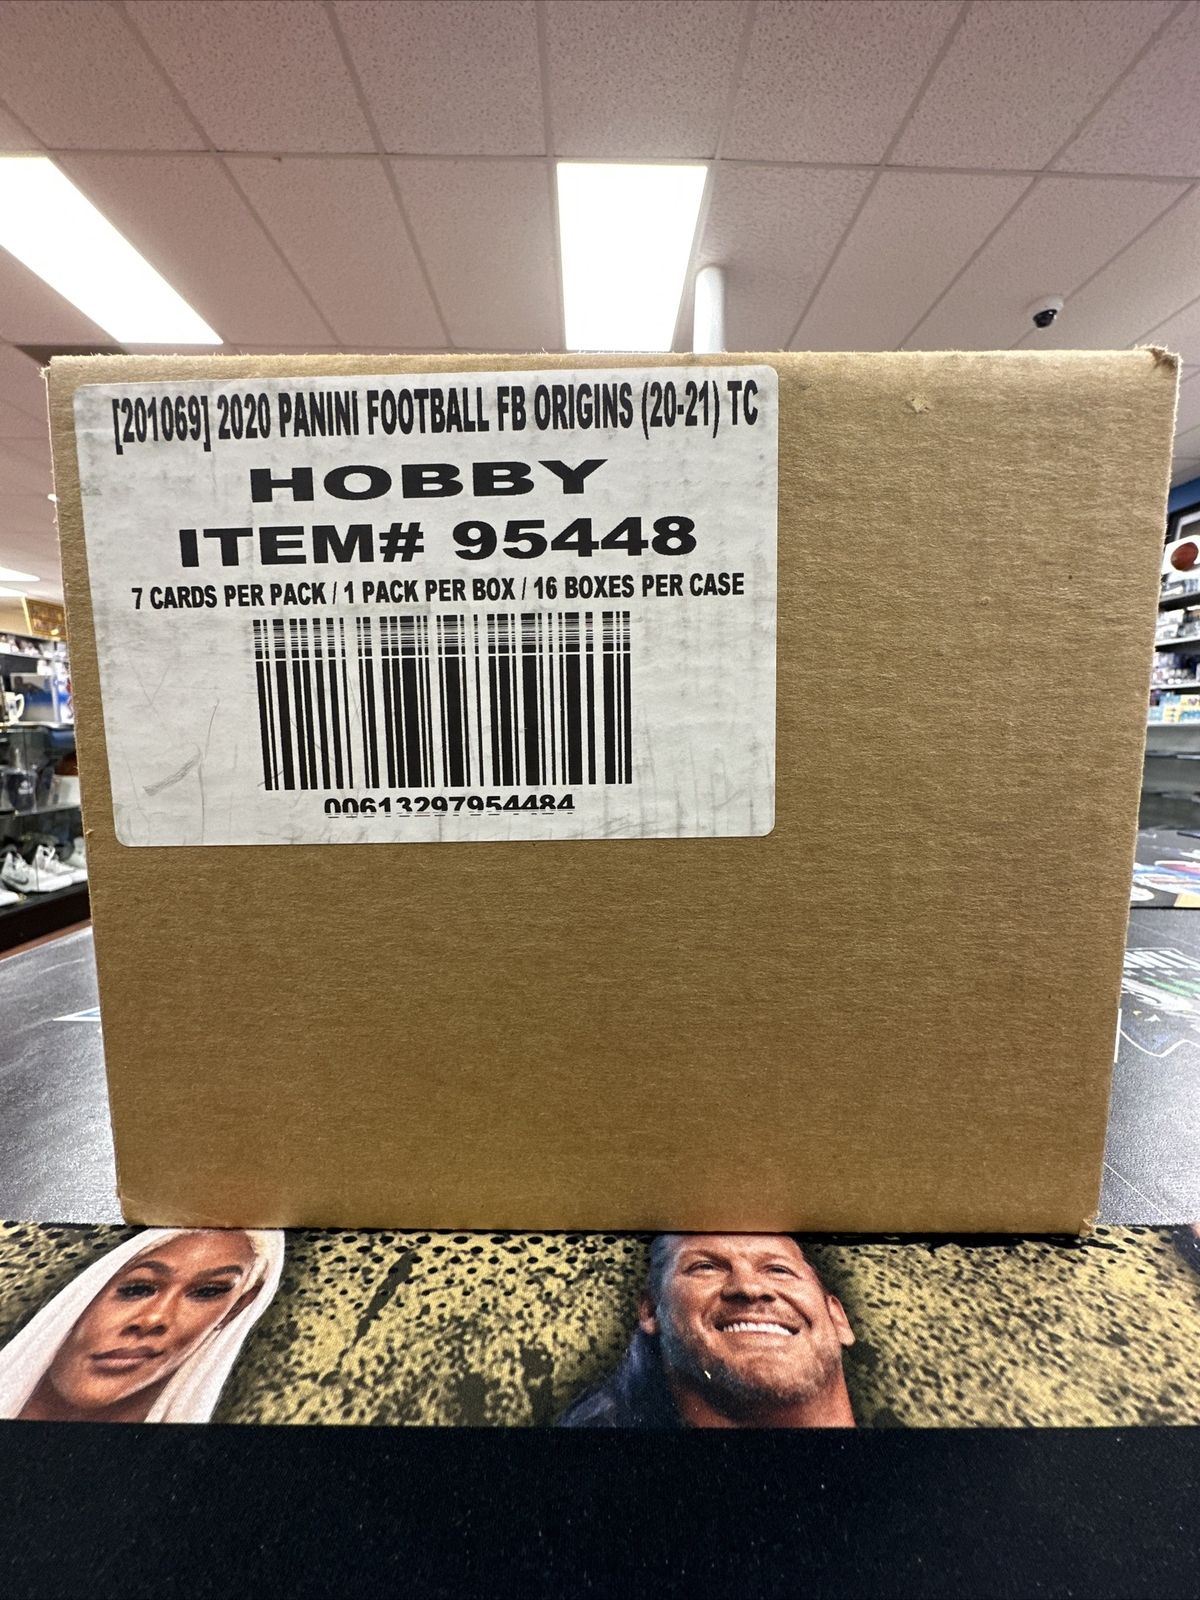 [201069] 2020 PANINI FOOTBALL FB ORIGINS (20-21) TC
HOBBY
ITEM# 95448
7 CARDS PER PACK / 1 PACK PER BOX / 16 BOXES PER CASE
00613297954484